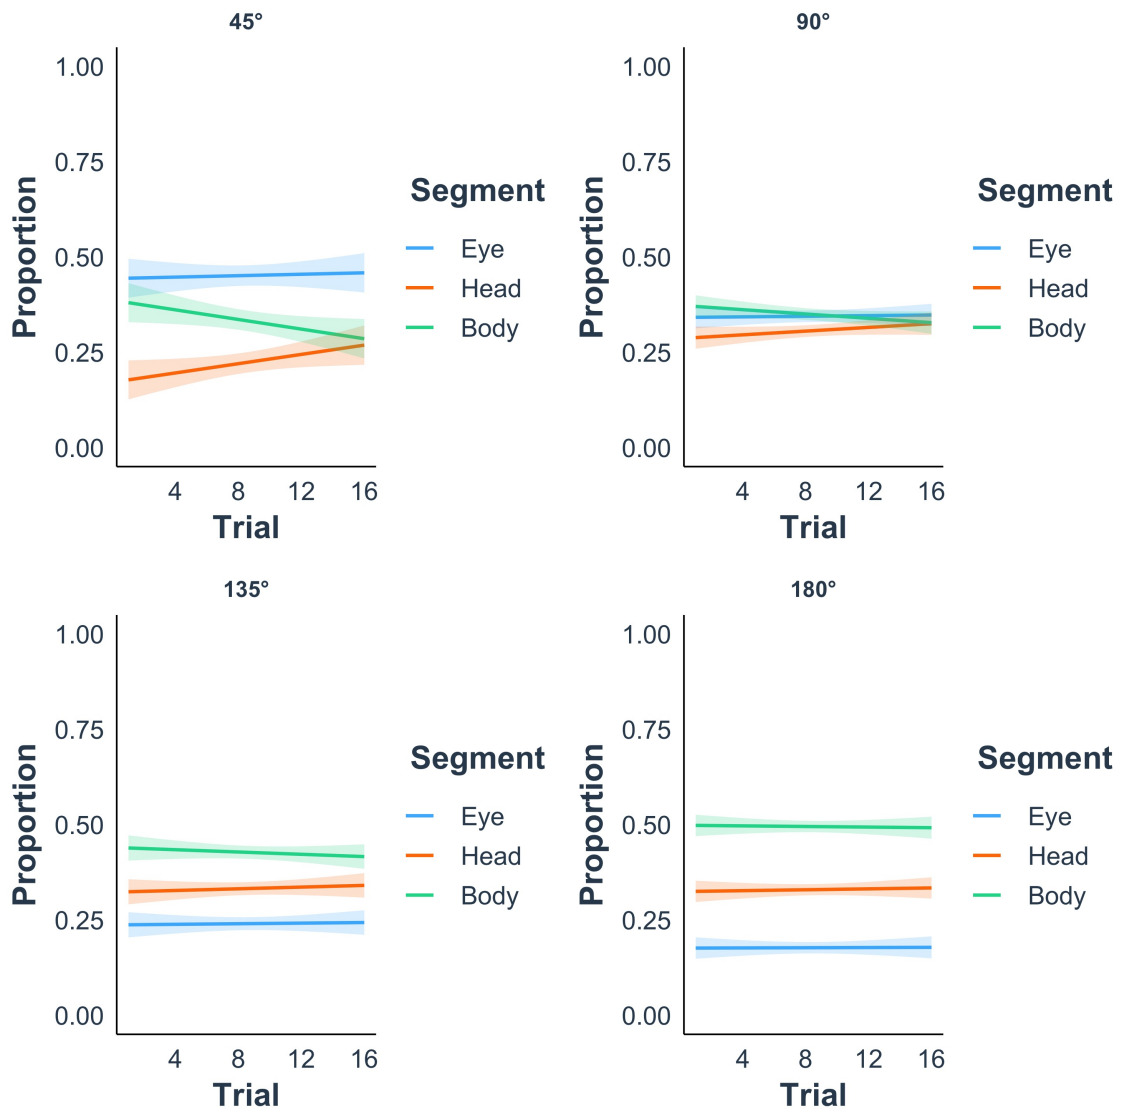 45°
1.00
0.75
0.50
0.25
0.00
Proportion
4 8 12 16
Trial
Segment
Eye
Head
Body
90°
1.00
0.75
0.50
0.25
0.00
Proportion
4 8 12 16
Trial
Segment
Eye
Head
Body
135°
1.00
0.75
0.50
0.25
0.00
Proportion
4 8 12 16
Trial
Segment
Eye
Head
Body
180°
1.00
0.75
0.50
0.25
0.00
Proportion
4 8 12 16
Trial
Segment
Eye
Head
Body